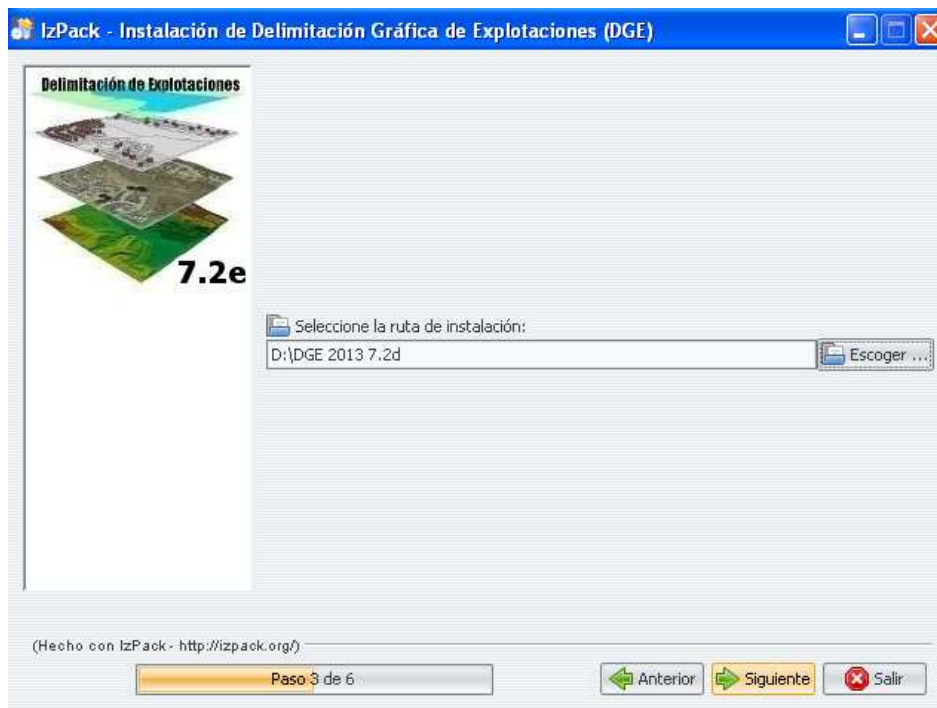 IzPack - Instalación de Delimitación Gráfica de Explotaciones (DGE)
Delimitación de Explotaciones
7.2e
Seleccione la ruta de instalación:
D:\DGE 2013 7.2d
Escoger ...
(Hecho con IzPack - http://izpack.org/)
Paso 3 de 6
Anterior
Siguiente
Salir